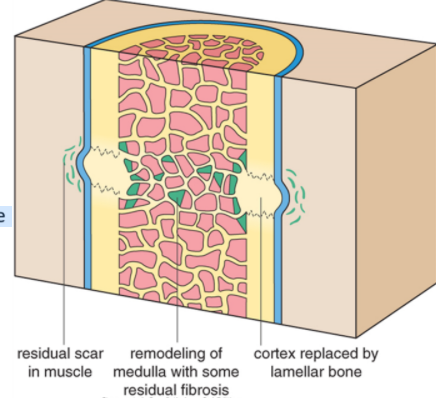 e
residual scar
in muscle
remodeling of
medulla with some
residual fibrosis
cortex replaced by
lamellar bone